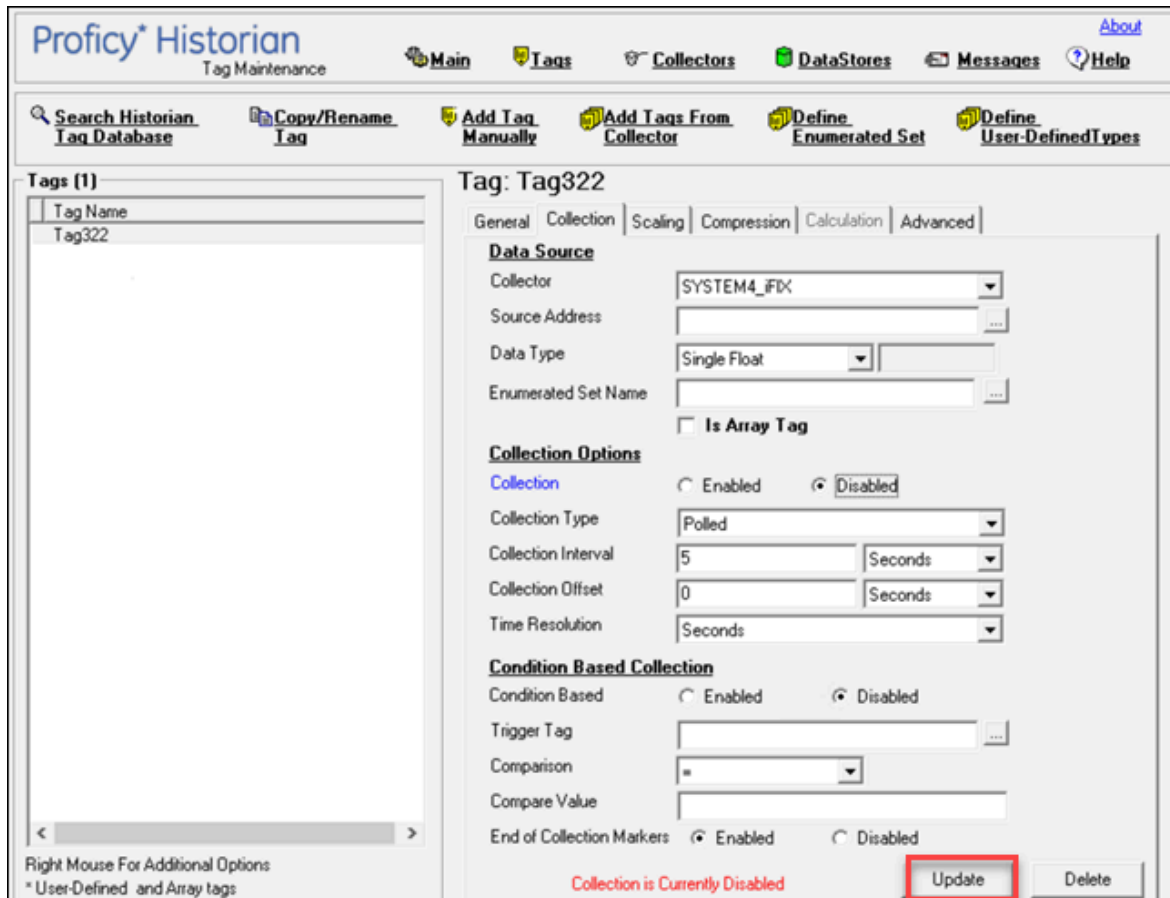 About
Proficy* Historian
Tag Maintenance
Main Tags Collectors DataStores Messages Help
Search Historian Tag Database
Copy/Rename Tag
Add Tag Manually
Add Tags From Collector
Define Enumerated Set
Define User-DefinedTypes
Tags (1)
Tag Name
Tag322
Right Mouse For Additional Options
* User-Defined and Array tags
Tag: Tag322
General Collection Scaling Compression Calculation Advanced
Data Source
Collector SYSTEM4_iFIX
Source Address ...
Data Type Single Float
Enumerated Set Name ...
Is Array Tag
Collection Options
Collection Enabled Disabled
Collection Type Polled
Collection Interval 5 Seconds
Collection Offset 0 Seconds
Time Resolution Seconds
Condition Based Collection
Condition Based Enabled Disabled
Trigger Tag ...
Comparison =
Compare Value
End of Collection Markers Enabled Disabled
Collection is Currently Disabled Update Delete